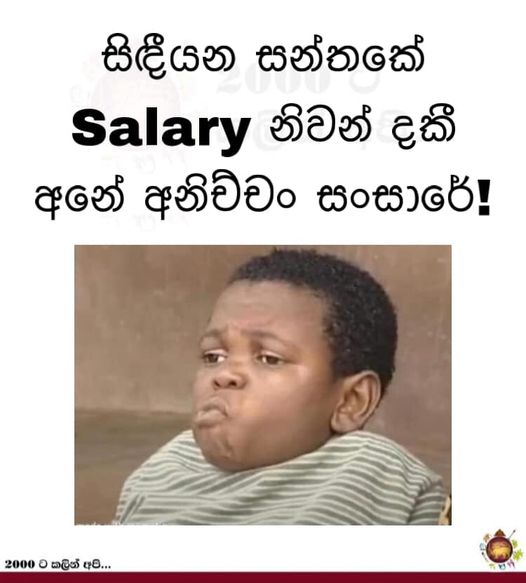 සිඳීයන සන්තකේ
Salary නිවන් දකී
අනේ අනිච්චං සංසාරේ!
2000 ට කලින් අපි...